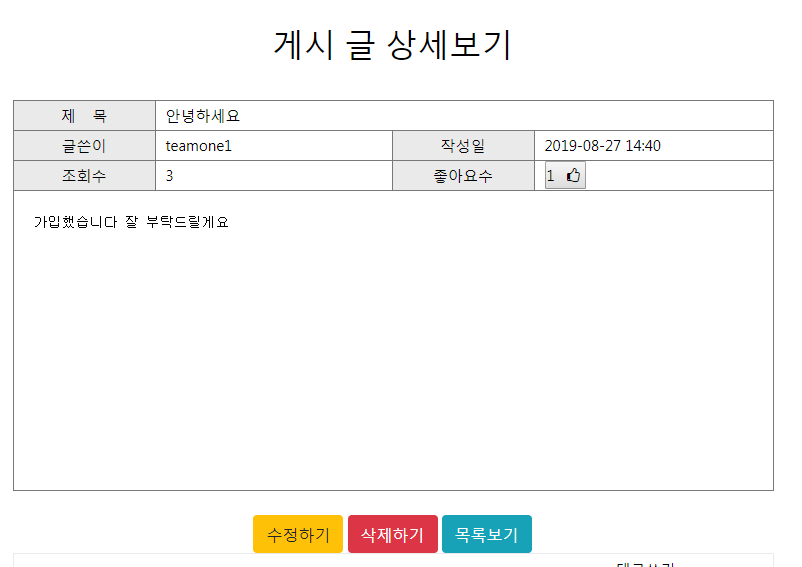 게시 글 상세보기
제 목 안녕하세요
글쓴이 teamone1 작성일 2019-08-27 14:40
조회수 3 좋아요수 1
가입했습니다 잘 부탁드릴게요
수정하기 삭제하기 목록보기